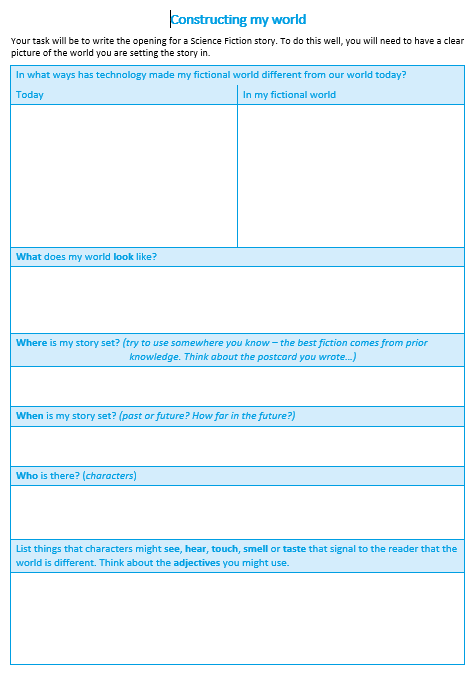 Constructing my world
Your task will be to write the opening for a Science Fiction story. To do this well, you will need to have a clear
picture of the world you are setting the story in.
In what ways has technology made my fictional world different from our world today?
Today
In my fictional world
What does my world look like?
Where is my story set? (try to use somewhere you know – the best fiction comes from prior
knowledge. Think about the postcard you wrote…)
When is my story set? (past or future? How far in the future?)
Who is there? (characters)
List things that characters might see, hear, touch, smell or taste that signal to the reader that the
world is different. Think about the adjectives you might use.